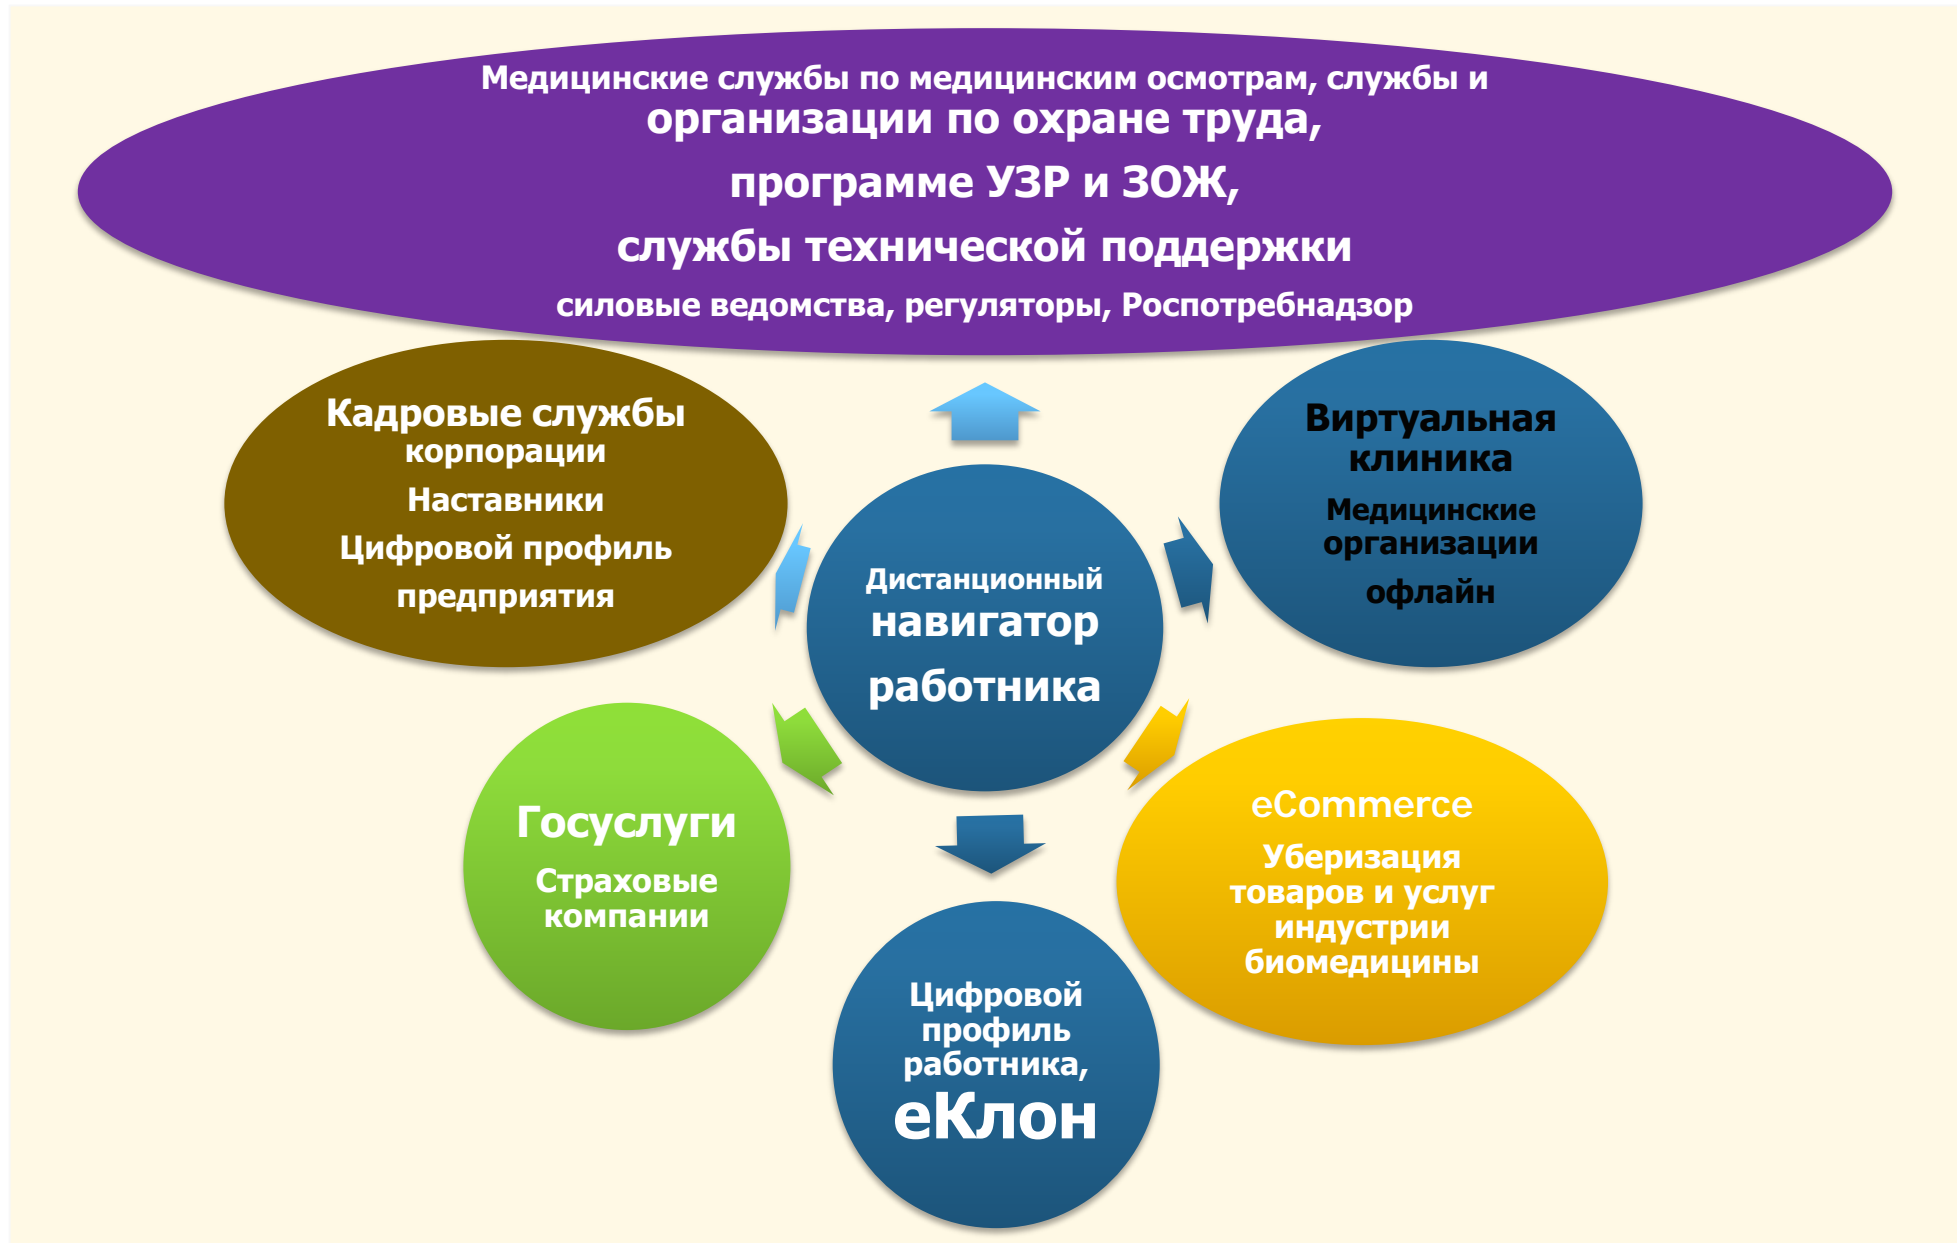 Медицинские службы по медицинским осмотрам, службы и
организации по охране труда,
программе УЗР и ЗОЖ,
службы технической поддержки
силовые ведомства, регуляторы, Роспотребнадзор
Кадровые службы
корпорации
Наставники
Цифровой профиль
предприятия
Виртуальная
клиника
Медицинские
организации
офлайн
Дистанционный
навигатор
работника
Госуслуги
Страховые
компании
eCommerce
Уберизация
товаров и услуг
индустрии
биомедицины
Цифровой
профиль
работника,
еКлон